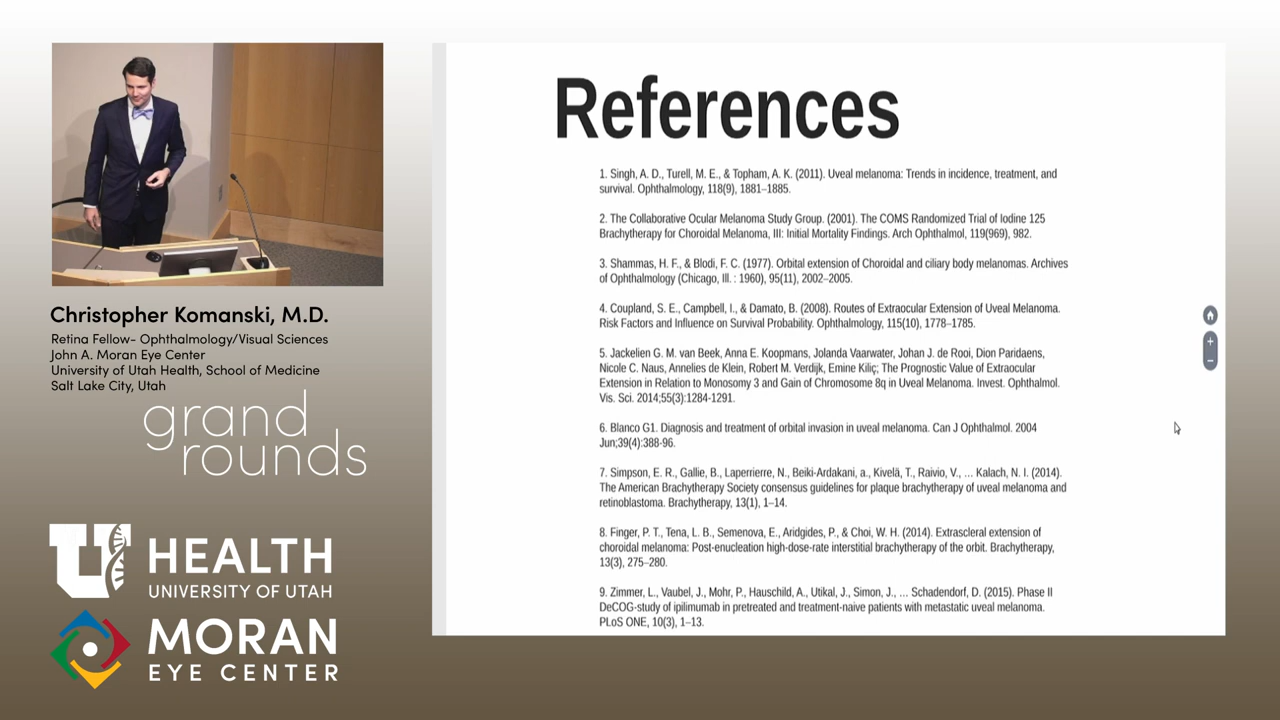 References
1. Singh, A. D., Turell, M. E., & Topham, A. K. (2011). Uveal melanoma: Trends in incidence, treatment, and
survival. Ophthalmology, 118(9), 1881–1885.
2. The Collaborative Ocular Melanoma Study Group. (2001). The COMS Randomized Trial of Iodine 125
Brachytherapy for Choroidal Melanoma, III: Initial Mortality Findings. Arch Ophthalmol, 119(969), 982.
3. Shammas, H. F., & Blodi, F. C. (1977). Orbital extension of Choroidal and ciliary body melanomas. Archives
of Ophthalmology (Chicago, Ill. : 1960), 95(11), 2002–2005.
4. Coupland, S. E., Campbell, I., & Damato, B. (2008). Routes of Extraocular Extension of Uveal Melanoma.
Risk Factors and Influence on Survival Probability. Ophthalmology, 115(10), 1778–1785.
5. Jackelien G. M. van Beek, Anna E. Koopmans, Jolanda Vaarwater, Johan J. de Rooi, Dion Paridaens,
Nicole C. Naus, Annelies de Klein, Robert M. Verdijk, Emine Kiliç; The Prognostic Value of Extraocular
Extension in Relation to Monosomy 3 and Gain of Chromosome 8q in Uveal Melanoma. Invest. Ophthalmol.
Vis. Sci. 2014;55(3):1284-1291.
6. Blanco G1. Diagnosis and treatment of orbital invasion in uveal melanoma. Can J Ophthalmol. 2004
Jun;39(4):388-96.
7. Simpson, E. R., Gallie, B., Laperrierre, N., Beiki-Ardakani, a., Kivelä, T., Raivio, V., … Kalach, N. I. (2014).
The American Brachytherapy Society consensus guidelines for plaque brachytherapy of uveal melanoma and
retinoblastoma. Brachytherapy, 13(1), 1–14.
8. Finger, P. T., Tena, L. B., Semenova, E., Aridgides, P., & Choi, W. H. (2014). Extrascleral extension of
choroidal melanoma: Post-enucleation high-dose-rate interstitial brachytherapy of the orbit. Brachytherapy,
13(3), 275–280.
9. Zimmer, L., Vaubel, J., Mohr, P., Hauschild, A., Utikal, J., Simon, J., … Schadendorf, D. (2015). Phase II
DeCOG-study of ipilimumab in pretreated and treatment-naive patients with metastatic uveal melanoma.
PLoS ONE, 10(3), 1–13.
Christopher Komanski, M.D.
Retina Fellow- Ophthalmology/Visual Sciences
John A. Moran Eye Center
University of Utah Health, School of Medicine
Salt Lake City, Utah
grand
rounds
U HEALTH
UNIVERSITY OF UTAH
MORAN
EYE CENTER